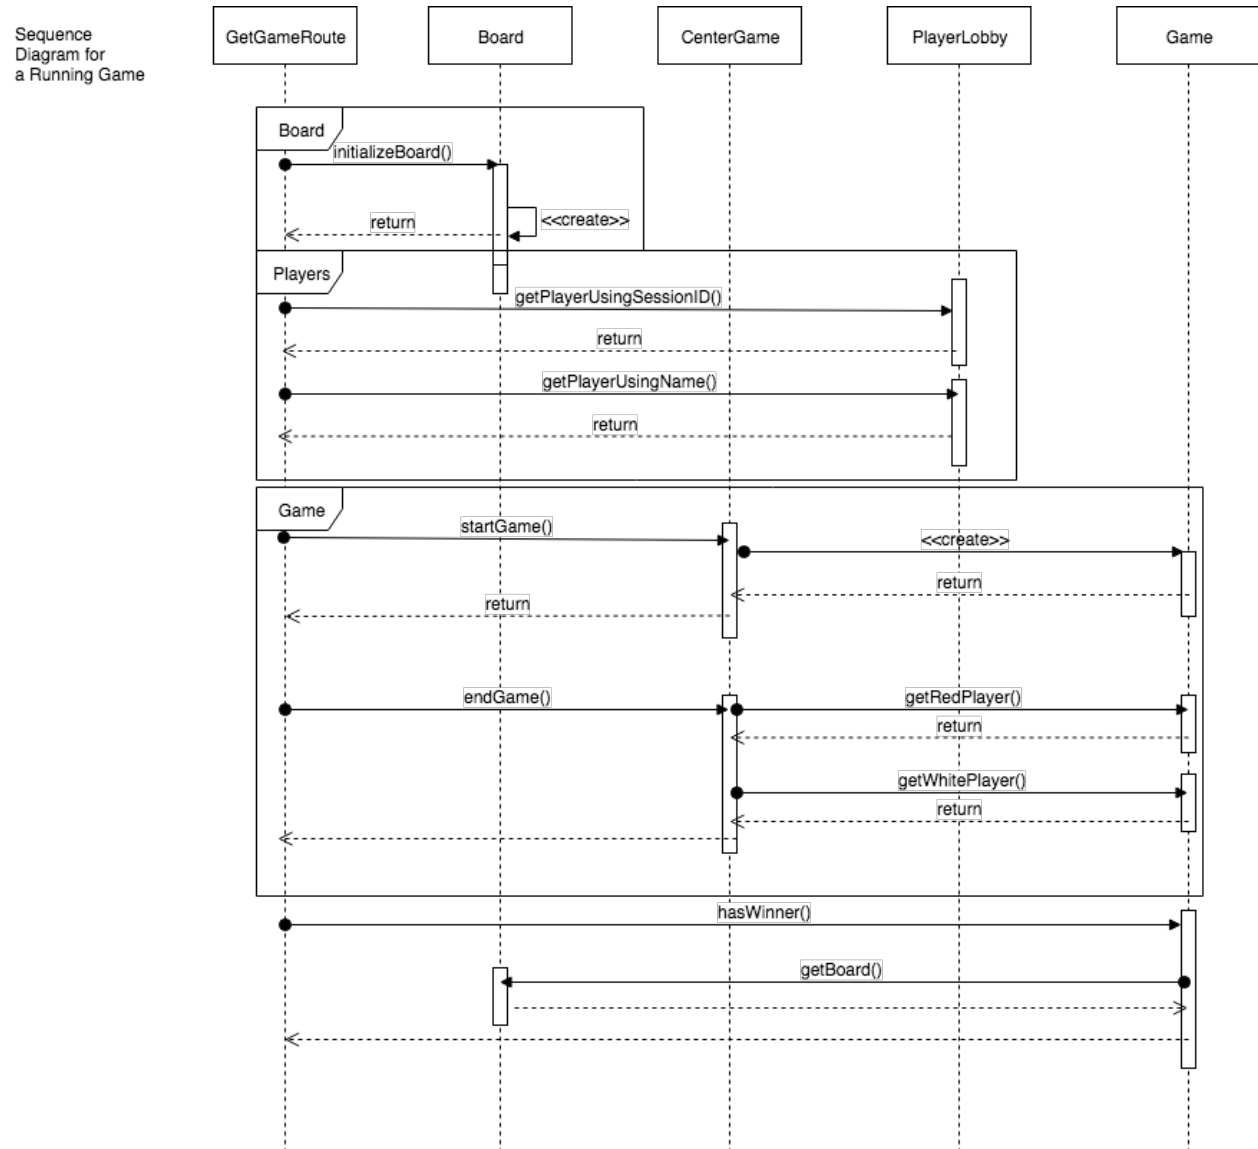 Sequence
Diagram for
a Running Game
GetGameRoute
Board
CenterGame
PlayerLobby
Game
Board
initializeBoard()
<<create>>
return
Players
getPlayerUsingSessionID()
return
getPlayerUsingName()
return
Game
startGame()
<<create>>
return
return
endGame()
getRedPlayer()
return
getWhitePlayer()
return
hasWinner()
getBoard()